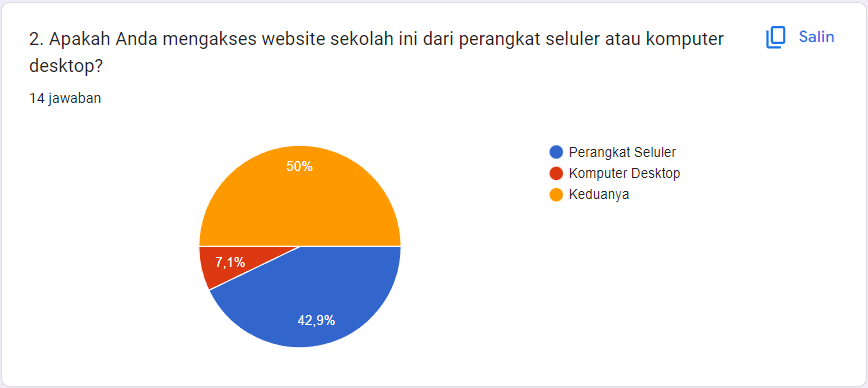 2. Apakah Anda mengakses website sekolah ini dari perangkat seluler atau komputer
desktop?
Salin
14 jawaban
50%
7,1%
42,9%
Perangkat Seluler
Komputer Desktop
Keduanya